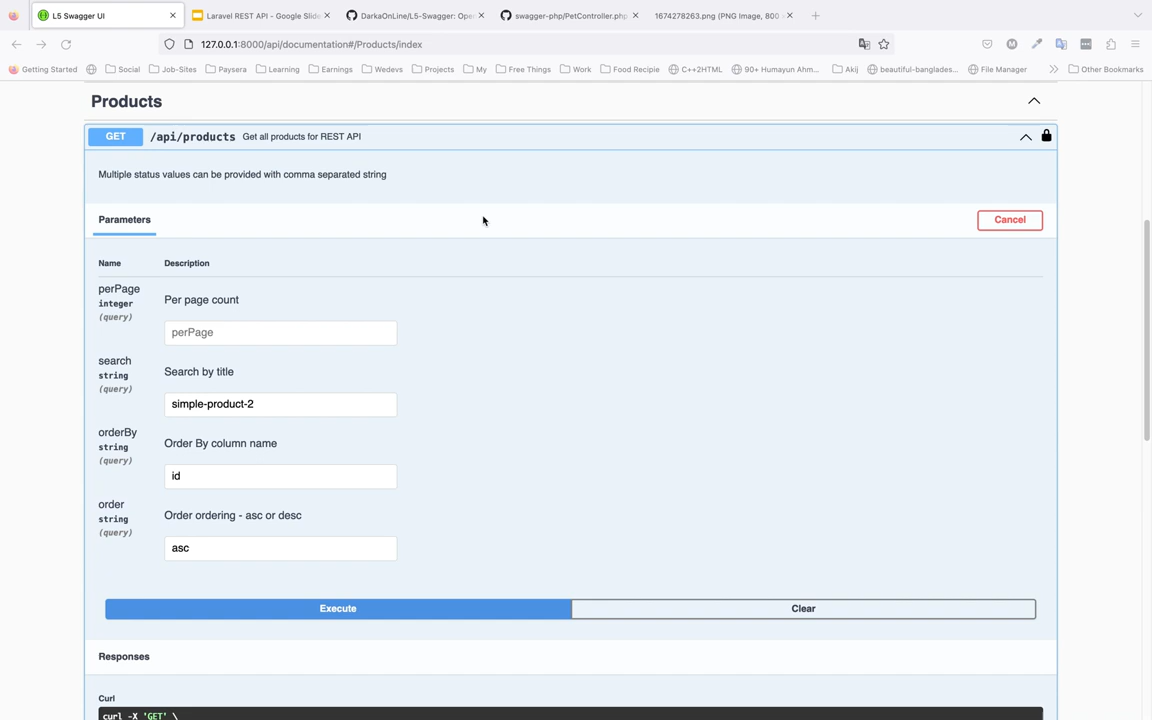 L5 Swagger UI
Laravel REST API - Google Slide
DarkaOnLine/L5-Swagger: Ope
swagger-php/PetController.php
1674278263.png (PNG Image, 800
127.0.0.1:8000/api/documentation#/Products/index
Getting Started
Social
Job-Sites
Paysera
Learning
Earnings
Wedevs
Projects
My
Free Things
Work
Food Recipie
C++2HTML
90+ Humayun Ahm...
Akij
beautiful-banglades...
File Manager
Other Bookmarks
Products
GET /api/products Get all products for REST API
Multiple status values can be provided with comma separated string
Parameters
Cancel
Name Description
perPage
integer
(query)
Per page count
perPage
search
string
(query)
Search by title
simple-product-2
orderBy
string
(query)
Order By column name
id
order
string
(query)
Order ordering - asc or desc
asc
Execute
Clear
Responses
Curl
curl -X 'GET' \